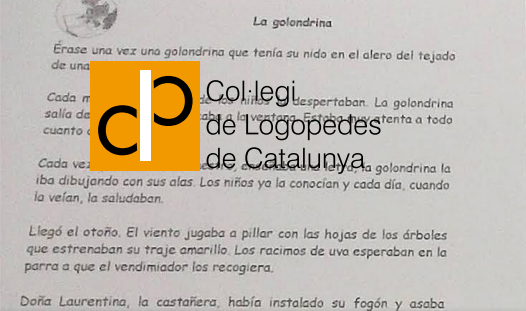 La golondrina
Érase una vez una golondrina que tenía su nido en el alero del tejado
de una
Cada de los niños se despertaban. La golondrina
salía de a la ventana. Estaba muy atenta a todo
cuanto
Col·legi
de Logopedes
de Catalunya
Cada vez maestro, enseñaba una letra, la golondrina la
iba dibujando con sus alas. Los niños ya la conocían y cada día, cuando
la veían, la saludaban.
Llegó el otoño. El viento jugaba a pillar con las hojas de los árboles
que estrenaban su traje amarillo. Los racimos de uva esperaban en la
parra a que el vendimiador los recogiera.
Doña Laurentina, la castañera, había instalado su fogón y asaba